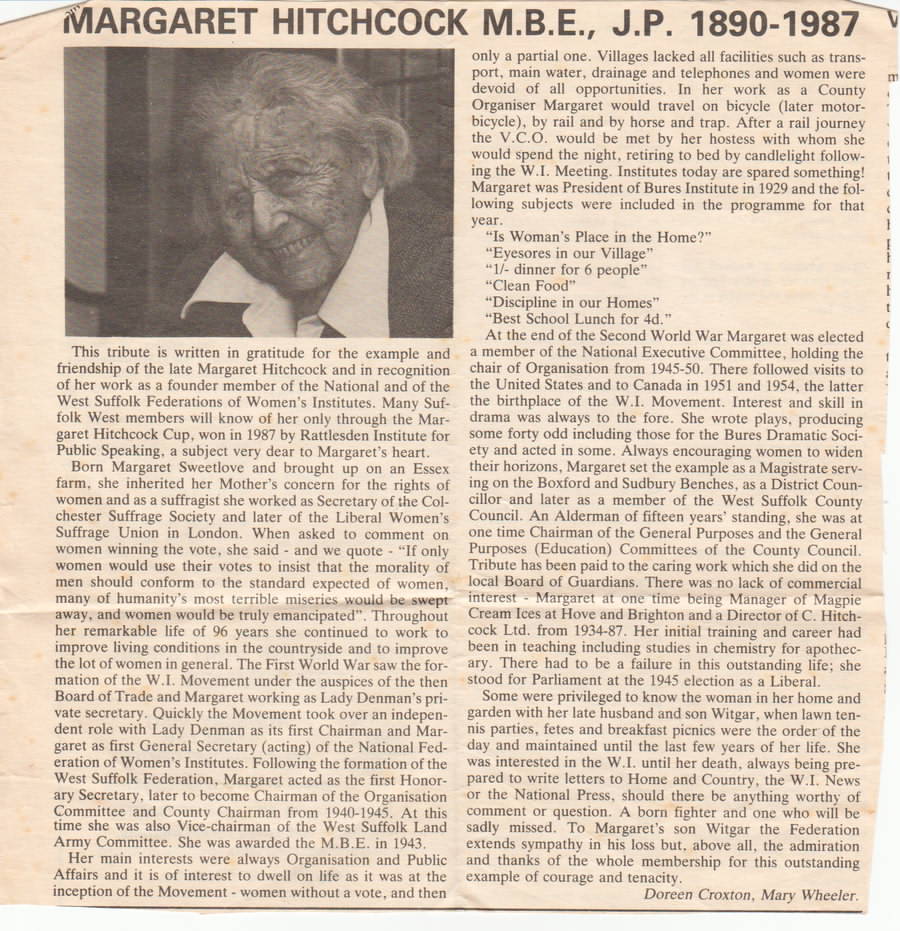 MARGARET HITCHCOCK M.B.E., J.P. 1890-1987
This tribute is written in gratitude for the example and
friendship of the late Margaret Hitchcock and in recognition
of her work as a founder member of the National and of the
West Suffolk Federations of Women's Institutes. Many Suf-
folk West members will know of her only through the Mar-
garet Hitchcock Cup, won in 1987 by Rattlesden Institute for
Public Speaking, a subject very dear to Margaret's heart.
Born Margaret Sweetlove and brought up on an Essex
farm, she inherited her Mother's concern for the rights of
women and as a suffragist she worked as Secretary of the Col-
chester Suffrage Society and later of the Liberal Women's
Suffrage Union in London. When asked to comment on
women winning the vote, she said - and we quote - "If only
women would use their votes to insist that the morality of
men should conform to the standard expected of women,
many of humanity's most terrible miseries would be swept
away, and women would be truly emancipated". Throughout
her remarkable life of 96 years she continued to work to
improve living conditions in the countryside and to improve
the lot of women in general. The First World War saw the for-
mation of the W.I. Movement under the auspices of the then
Board of Trade and Margaret working as Lady Denman's pri-
vate secretary. Quickly the Movement took over an indepen-
dent role with Lady Denman as its first Chairman and Mar-
garet as first General Secretary (acting) of the National Fed-
eration of Women's Institutes. Following the formation of the
West Suffolk Federation, Margaret acted as the first Honor-
ary Secretary, later to become Chairman of the Organisation
Committee and County Chairman from 1940-1945. At this
time she was also Vice-chairman of the West Suffolk Land
Army Committee. She was awarded the M.B.E. in 1943.
Her main interests were always Organisation and Public
Affairs and it is of interest to dwell on life as it was at the
inception of the Movement - women without a vote, and then
only a partial one. Villages lacked all facilities such as trans-
port, main water, drainage and telephones and women were
devoid of all opportunities. In her work as a County
Organiser Margaret would travel on bicycle (later motor-
bicycle), by rail and by horse and trap. After a rail journey
the V.C.O. would be met by her hostess with whom she
would spend the night, retiring to bed by candlelight follow-
ing the W.I. Meeting. Institutes today are spared something!
Margaret was President of Bures Institute in 1929 and the fol-
lowing subjects were included in the programme for that
year.
"Is Woman's Place in the Home?"
"Eyesores in our Village"
"1/- dinner for 6 people"
"Clean Food"
"Discipline in our Homes"
"Best School Lunch for 4d."
At the end of the Second World War Margaret was elected
a member of the National Executive Committee, holding the
chair of Organisation from 1945-50. There followed visits to
the United States and to Canada in 1951 and 1954, the latter
the birthplace of the W.I. Movement. Interest and skill in
drama was always to the fore. She wrote plays, producing
some forty odd including those for the Bures Dramatic Soci-
ety and acted in some. Always encouraging women to widen
their horizons, Margaret set the example as a Magistrate serv-
ing on the Boxford and Sudbury Benches, as a District Coun-
cillor and later as a member of the West Suffolk County
Council. An Alderman of fifteen years' standing, she was at
one time Chairman of the General Purposes and the General
Purposes (Education) Committees of the County Council.
Tribute has been paid to the caring work which she did on the
local Board of Guardians. There was no lack of commercial
interest - Margaret at one time being Manager of Magpie
Cream Ices at Hove and Brighton and a Director of C. Hitch-
cock Ltd. from 1934-87. Her initial training and career had
been in teaching including studies in chemistry for apothec-
ary. There had to be a failure in this outstanding life; she
stood for Parliament at the 1945 election as a Liberal.
Some were privileged to know the woman in her home and
garden with her late husband and son Witgar, when lawn ten-
nis parties, fetes and breakfast picnics were the order of the
day and maintained until the last few years of her life. She
was interested in the W.I. until her death, always being pre-
pared to write letters to Home and Country, the W.I. News
or the National Press, should there be anything worthy of
comment or question. A born fighter and one who will be
sadly missed. To Margaret's son Witgar the Federation
extends sympathy in his loss but, above all, the admiration
and thanks of the whole membership for this outstanding
example of courage and tenacity.
Doreen Croxton, Mary Wheeler.